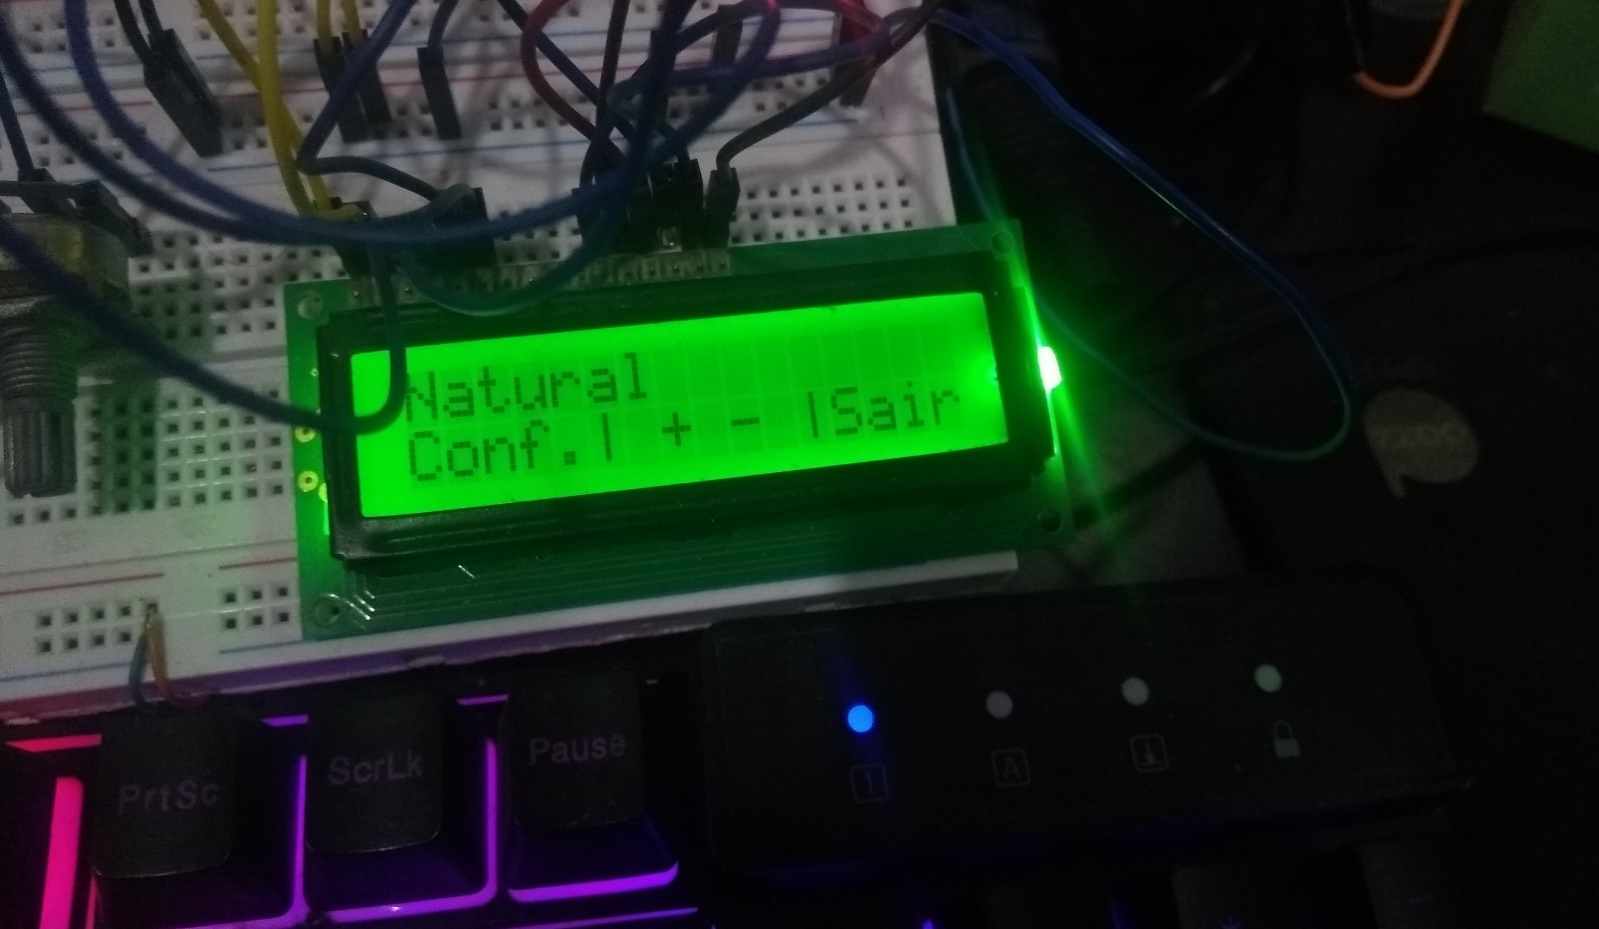 Natural
Conf.| + - |Sair
PrtSc
ScrLk
Pause
1
A